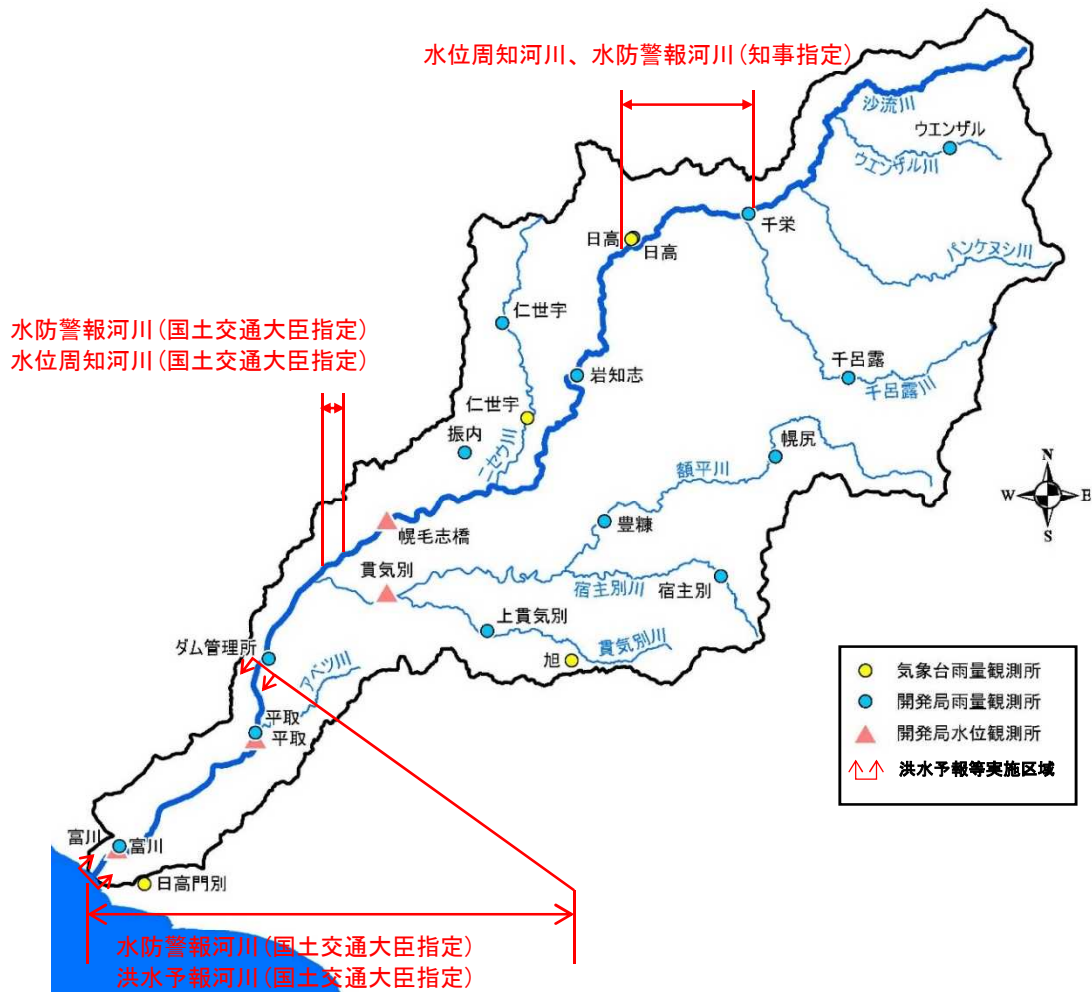 水位周知河川、水防警報河川(知事指定)
沙流川
ウエンザル
ウエンザル川
千栄
日高
日高
パンケヌシ川
仁世宇
水防警報河川(国土交通大臣指定)
水位周知河川(国土交通大臣指定)
岩知志
千呂露
千呂露川
仁世宇
振内
ニセウ川
幌尻
額平川
N
W
E
S
幌毛志橋
豊糠
貫気別
宿主別川
宿主別
上貫気別
貫気別川
旭
ダム管理所
アベツ川
平取
平取
気象台雨量観測所
開発局雨量観測所
開発局水位観測所
洪水予報等実施区域
富川
富川
日高門別
水防警報河川(国土交通大臣指定)
洪水予報河川(国土交通大臣指定)